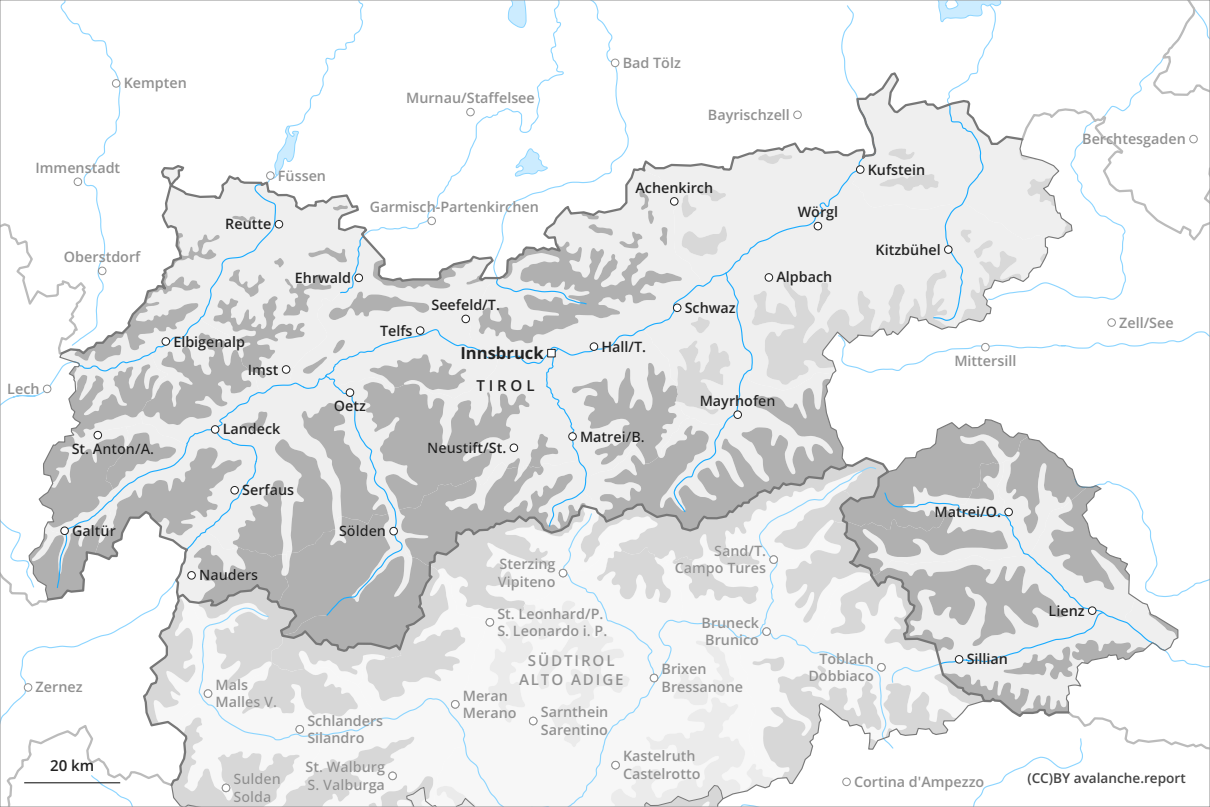 Kempten
Bad Tölz
Murnau/Staffelsee
Bayrischzell
Berchtesgaden
Immenstadt
Füssen
Kufstein
Achenkirch
Garmisch-Partenkirchen
Wörgl
Reutte
Oberstdorf
Kitzbühel
Ehrwald
Alpbach
Seefeld/T.
Schwaz
Telfs
Zell/See
Elbigenalp
Innsbruck
Hall/T.
Mittersill
Imst
TIROL
Lech
Oetz
Mayrhofen
Landeck
Matrei/B.
St. Anton/A.
Neustift/St.
Serfaus
Matrei/O.
Galtür
Sölden
Sand/T.
Campo Tures
Sterzing
Vipiteno
Nauders
St. Leonhard/P.
S. Leonardo i. P.
Lienz
Bruneck
Brunico
SÜDTIROL
ALTO ADIGE
Toblach
Dobbiaco
Sillian
Brixen
Bressanone
Zernez
Mals
Malles V.
Meran
Merano
Sarnthein
Sarentino
Schlanders
Silandro
Kastelruth
Castelrotto
St. Walburg
S. Valburga
Sulden
Solda
Cortina d'Ampezzo
20 km
(CC)BY avalanche.report